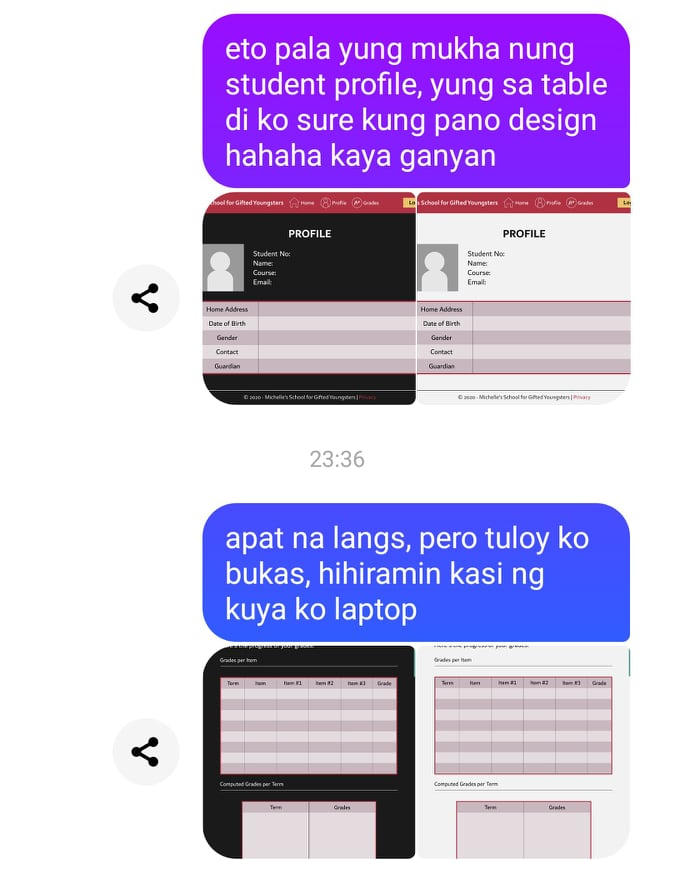 eto pala yung mukha nung
student profile, yung sa table
di ko sure kung pano design
hahaha kaya ganyan
School for Gifted Youngsters Home Profile Grades
School for Gifted Youngsters Home Profile Grades
PROFILE
Student No:
Name:
Course:
Email:
Home Address
Date of Birth
Gender
Contact
Guardian
© 2020 - Michelle's School for Gifted Youngsters | Privacy
PROFILE
Student No:
Name:
Course:
Email:
Home Address
Date of Birth
Gender
Contact
Guardian
© 2020 - Michelle's School for Gifted Youngsters | Privacy
23:36
apat na langs, pero tuloy ko
bukas, hihiramin kasi ng
kuya ko laptop
the progress of your grades:
Grades per Item
Term Item Item #1 Item #2 Item #3 Grade
Computed Grades per Term
Term Grades
Here's the progress of your grades:
Grades per Item
Term Item Item #1 Item #2 Item #3 Grade
Computed Grades per Term
Term Grades